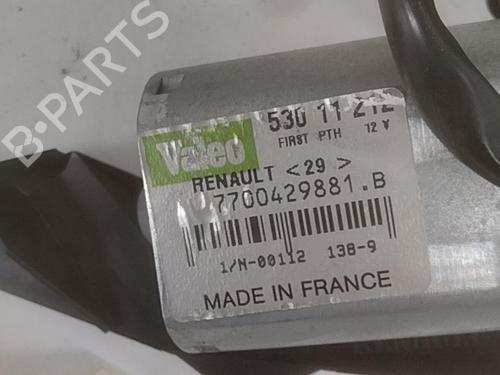 B-PARTS
Valeo
530 11 212
FIRST PTH 12 V
RENAULT <29>
7700429881.B
1/N-00112 138-9
MADE IN FRANCE